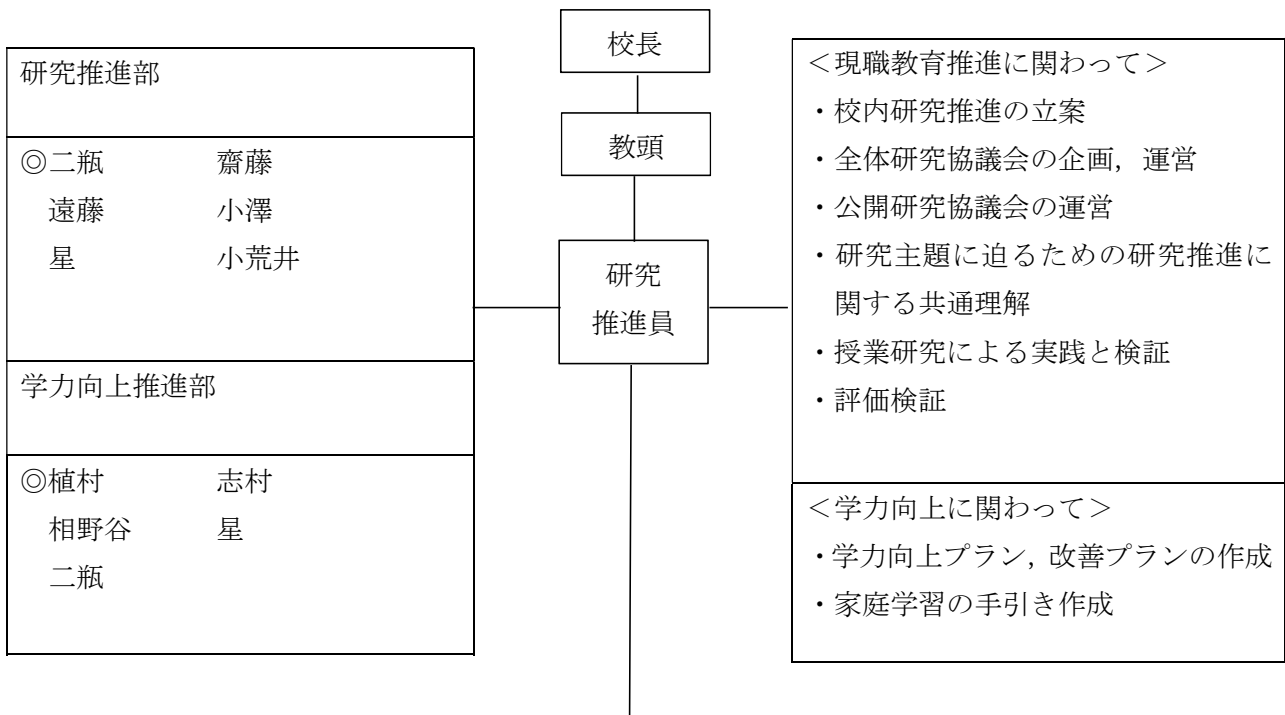 校長
教頭
研究
推進員
研究推進部
◎二瓶 齋藤
遠藤 小澤
星 小荒井
学力向上推進部
◎植村 志村
相野谷 星
二瓶
＜現職教育推進に関わって＞
・校内研究推進の立案
・全体研究協議会の企画，運営
・公開研究協議会の運営
・研究主題に迫るための研究推進に
関する共通理解
・授業研究による実践と検証
・評価検証
＜学力向上に関わって＞
・学力向上プラン，改善プランの作成
・家庭学習の手引き作成